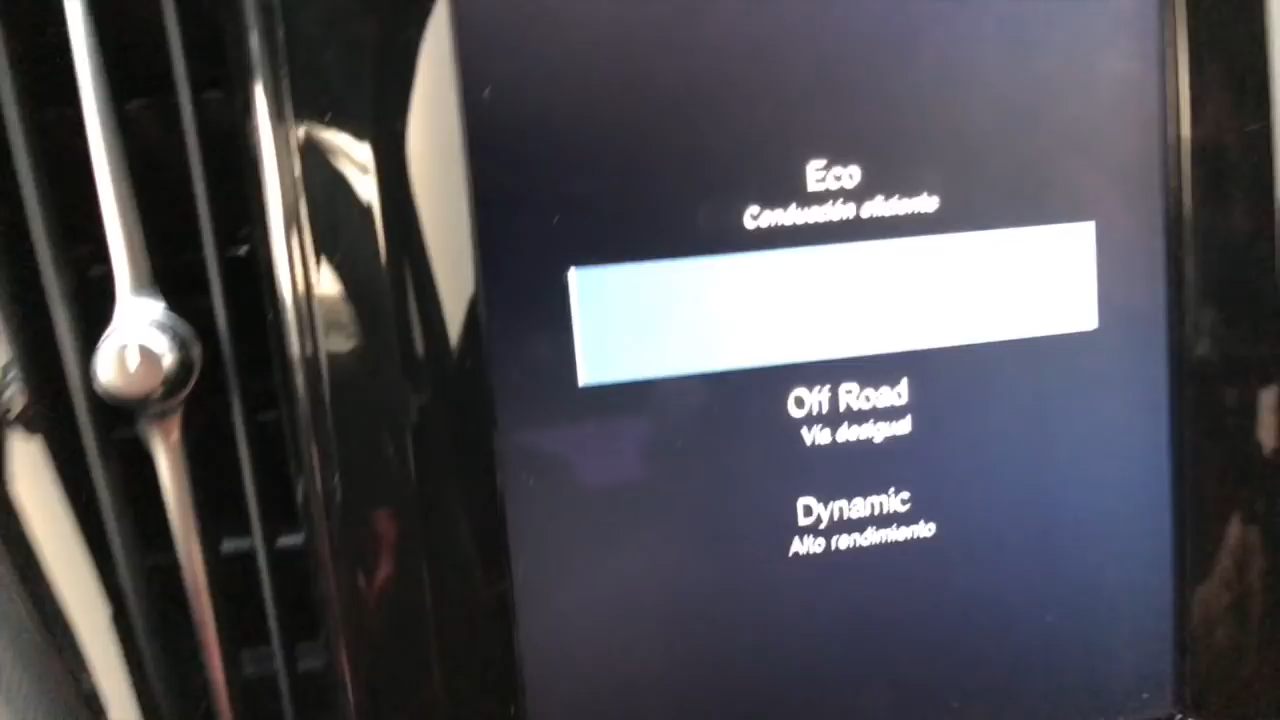 Eco
Conducción eficiente
Off Road
Vía desigual
Dynamic
Alto rendimiento